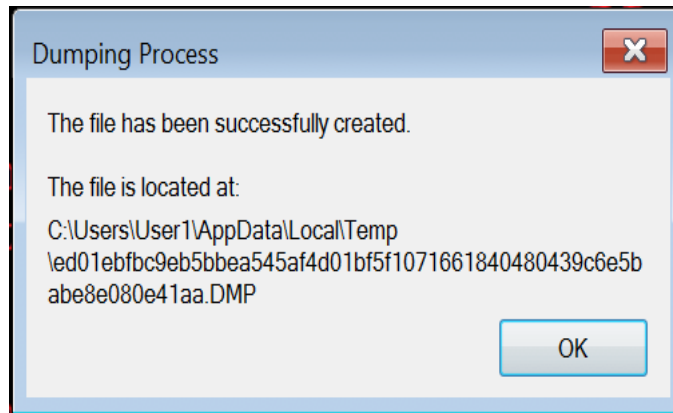 Dumping Process
The file has been successfully created.
The file is located at:
C:\Users\User1\AppData\Local\Temp
\ed01ebfbc9eb5bbea545af4d01bf5f1071661840480439c6e5b
abe8e080e41aa.DMP
OK